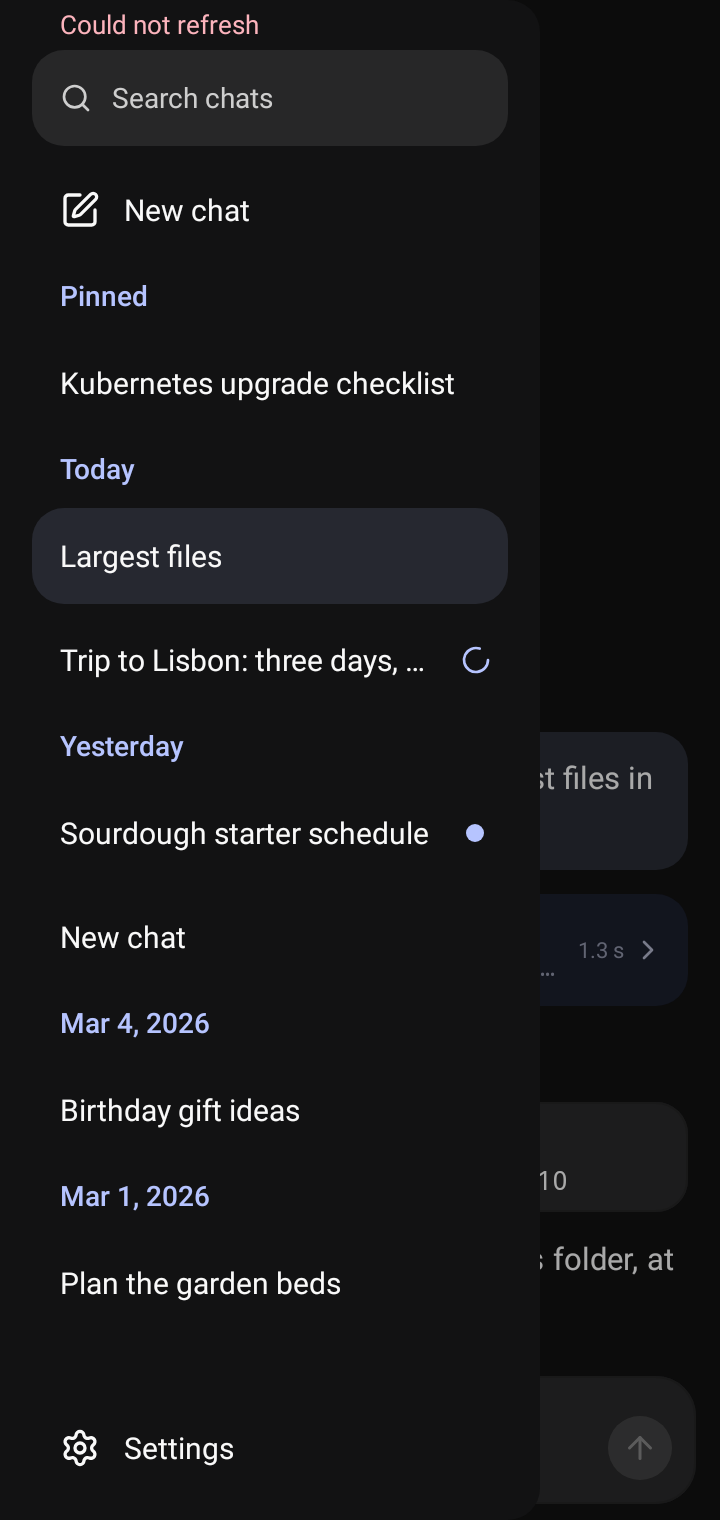 Could not refresh
Search chats
New chat
Pinned
Kubernetes upgrade checklist
Today
Largest files
Trip to Lisbon: three days, …
Yesterday
Sourdough starter schedule
New chat
Mar 4, 2026
Birthday gift ideas
Mar 1, 2026
Plan the garden beds
Settings
files in
1.3 s
…
10
folder, at